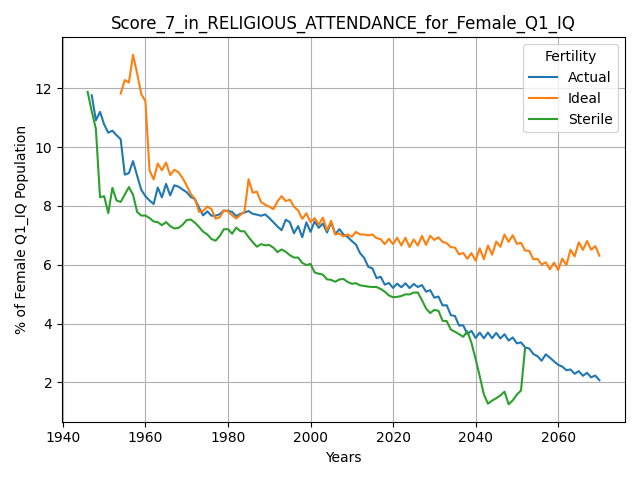 Score_7_in_RELIGIOUS_ATTENDANCE_for_Female_Q1_IQ
Fertility
Actual
Ideal
Sterile
% of Female Q1_IQ Population
12
10
8
6
4
2
1940
1960
1980
2000
2020
2040
2060
Years